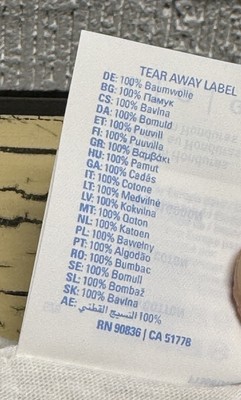 TEAR AWAY LABEL
DE: 100% Baumwolle
BG: 100% Памук
CS: 100% Bavlna
DA: 100% Bomuld
ET: 100% Puuvill
FI: 100% Puuvilla
GR: 100% Βαμβάκι
HU: 100% Pamut
GA: 100% Cadás
IT: 100% Cotone
LT: 100% Medvilnė
LV: 100% Kokvilna
MT: 100% Qoton
NL: 100% Katoen
PL: 100% Bawełny
PT: 100% Algodão
RO: 100% Bumbac
SE: 100% Bomull
SL: 100% Bombaž
SK: 100% Bavlna
AE: النسيج القطني 100%
RN 90836 | CA 51778